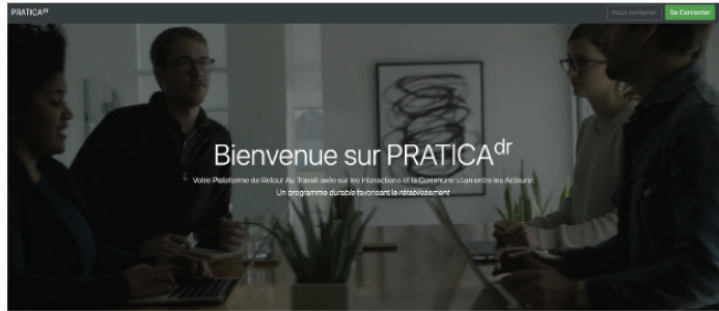 PRATICAdr
Nous contacter
Se Connecter
Bienvenue sur PRATICAdr
Votre Plateforme de Retour Au Travail axée sur les Interactions et la Communication entre les Acteurs
Un programme durable favorisant le rétablissement